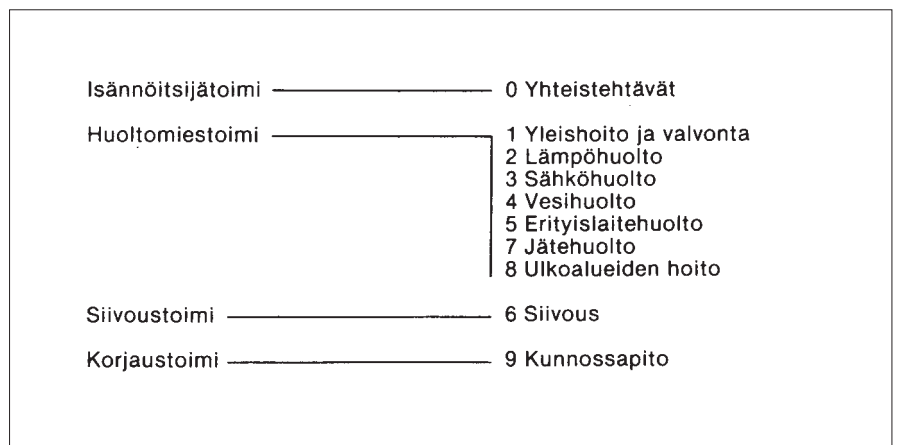 Isännöitsijätoimi 0 Yhteistehtävät
Huoltomiestoimi 1 Yleishoito ja valvonta
2 Lämpöhuolto
3 Sähköhuolto
4 Vesihuolto
5 Erityislaitehuolto
7 Jätehuolto
8 Ulkoalueiden hoito
Siivoustoimi 6 Siivous
Korjaustoimi 9 Kunnossapito